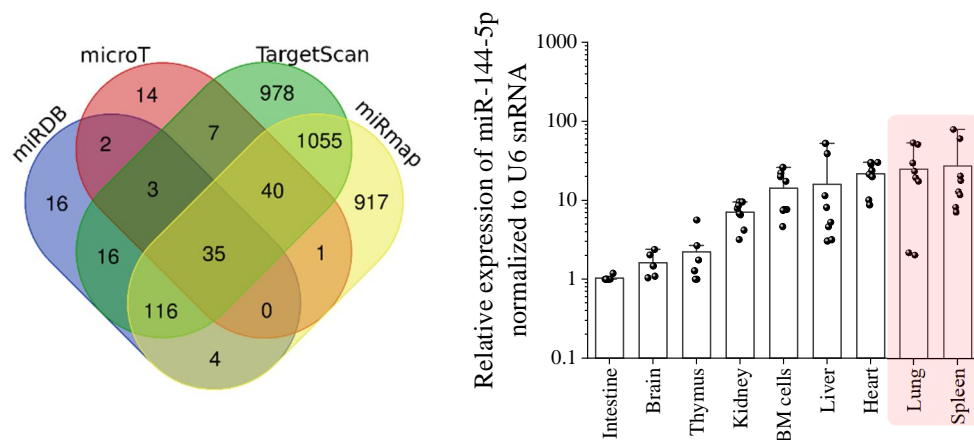 microT
TargetScan
miRDB
miRmap
14
978
2
7
1055
16
3
40
917
16
35
1
116
0
4
Relative expression of miR-144-5p
normalized to U6 snRNA
1000
100
10
1
0.1
Intestine
Brain
Thymus
Kidney
BM cells
Liver
Heart
Lung
Spleen